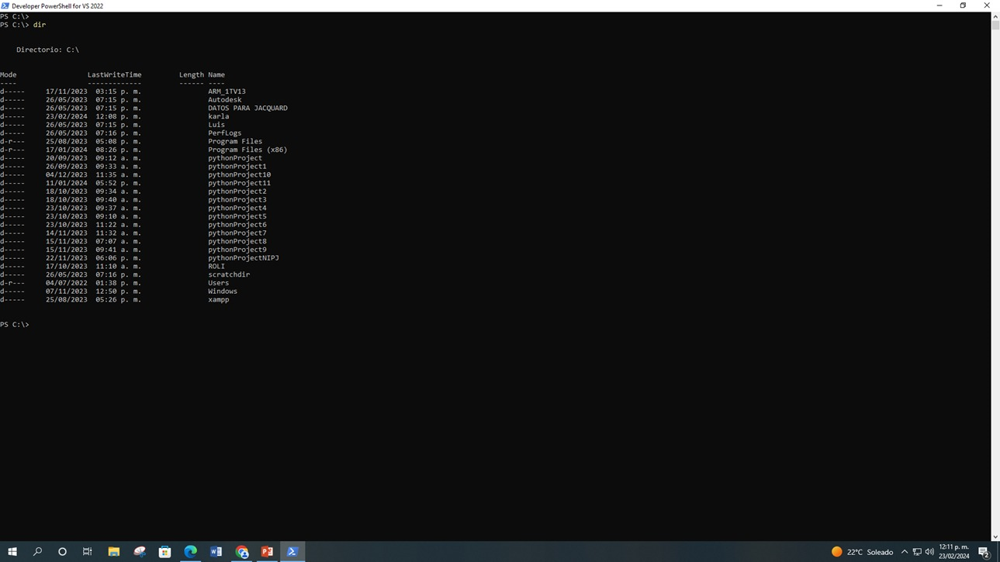 Developer PowerShell for VS 2022
PS C:\>
PS C:\> dir
Directorio: C:\
Mode LastWriteTime Length Name
---- ------------- ------ ----
d----- 17/11/2023 03:15 p. m. ARM_1TV13
d----- 26/05/2023 07:15 p. m. Autodesk
d----- 26/05/2023 07:15 p. m. DATOS PARA JACQUARD
d----- 23/02/2024 12:08 p. m. karla
d----- 26/05/2023 07:15 p. m. Luis
d----- 26/05/2023 07:16 p. m. PerfLogs
d-r--- 25/08/2023 05:08 p. m. Program Files
d-r--- 17/01/2024 08:26 p. m. Program Files (x86)
d----- 20/09/2023 09:12 a. m. pythonProject
d----- 26/09/2023 09:33 a. m. pythonProject1
d----- 04/12/2023 11:35 a. m. pythonProject10
d----- 11/01/2024 05:52 p. m. pythonProject11
d----- 18/10/2023 09:34 a. m. pythonProject2
d----- 18/10/2023 09:40 a. m. pythonProject3
d----- 23/10/2023 09:37 a. m. pythonProject4
d----- 23/10/2023 09:10 a. m. pythonProject5
d----- 23/10/2023 11:22 a. m. pythonProject6
d----- 14/11/2023 11:32 a. m. pythonProject7
d----- 15/11/2023 07:07 a. m. pythonProject8
d----- 15/11/2023 09:41 a. m. pythonProject9
d----- 22/11/2023 06:06 p. m. pythonProjectNIPJ
d----- 17/10/2023 11:10 a. m. ROLI
d----- 26/05/2023 07:16 p. m. scratchdir
d-r--- 04/07/2022 01:38 p. m. Users
d----- 07/11/2023 12:50 p. m. Windows
d----- 25/08/2023 05:26 p. m. xampp
PS C:\>
22°C Soleado
12:11 p. m.
23/02/2024
2